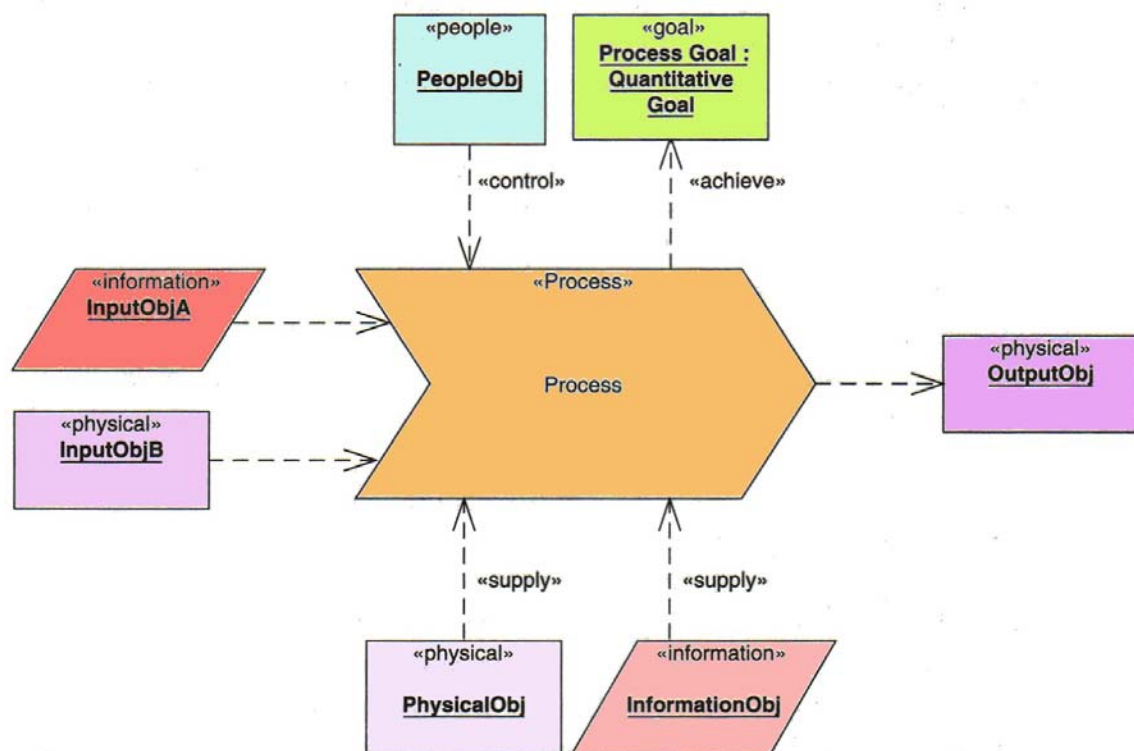 «people»
PeopleObj
«goal»
Process Goal :
Quantitative
Goal
«control»
«achieve»
«information»
InputObjA
«Process»
Process
«physical»
OutputObj
«physical»
InputObjB
«supply»
«supply»
«physical»
PhysicalObj
«information»
InformationObj